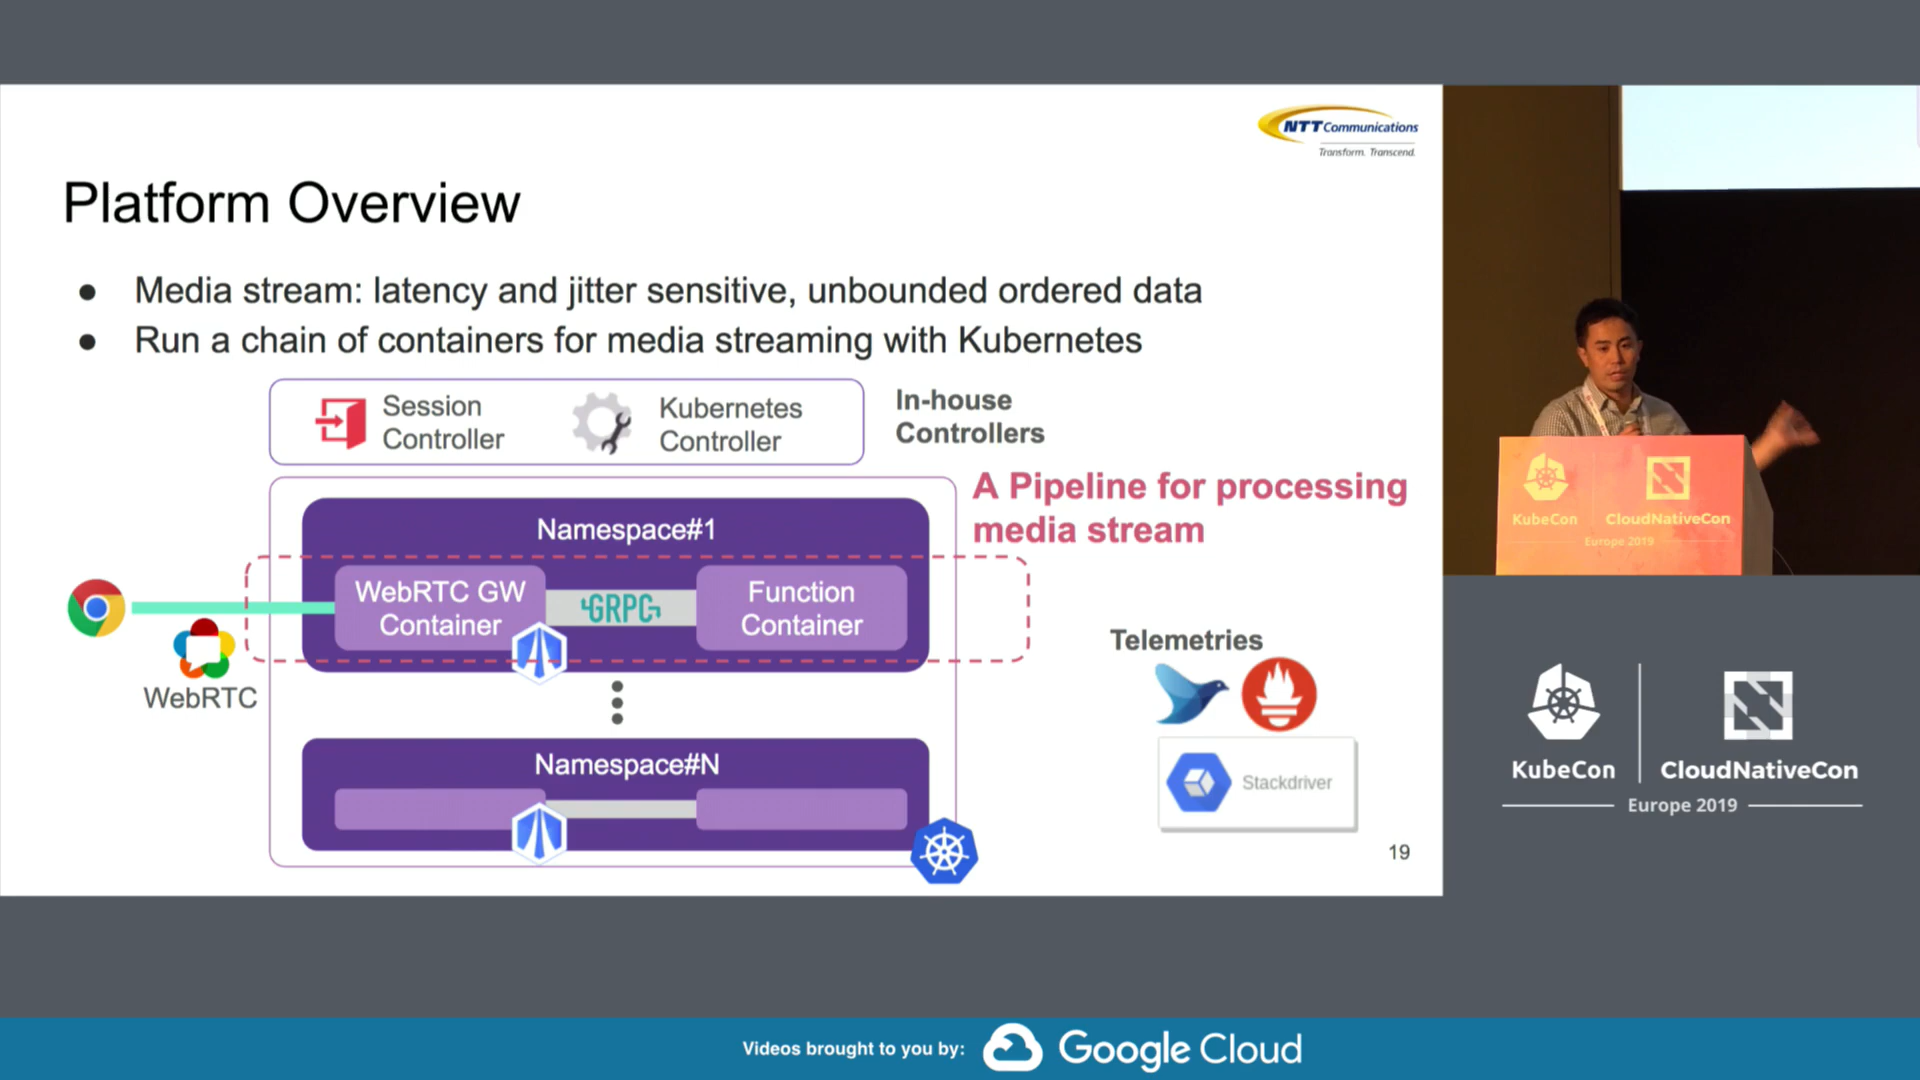 NTT Communications
Transform. Transcend.
Platform Overview
● Media stream: latency and jitter sensitive, unbounded ordered data
● Run a chain of containers for media streaming with Kubernetes
Session
Controller
Kubernetes
Controller
In-house
Controllers
A Pipeline for processing
media stream
Namespace#1
WebRTC GW
Container
GRPC
Function
Container
WebRTC
Telemetries
Stackdriver
Namespace#N
19
KubeCon
CloudNativeCon
Europe 2019
KubeCon
CloudNativeCon
Europe 2019
Videos brought to you by:
Google Cloud